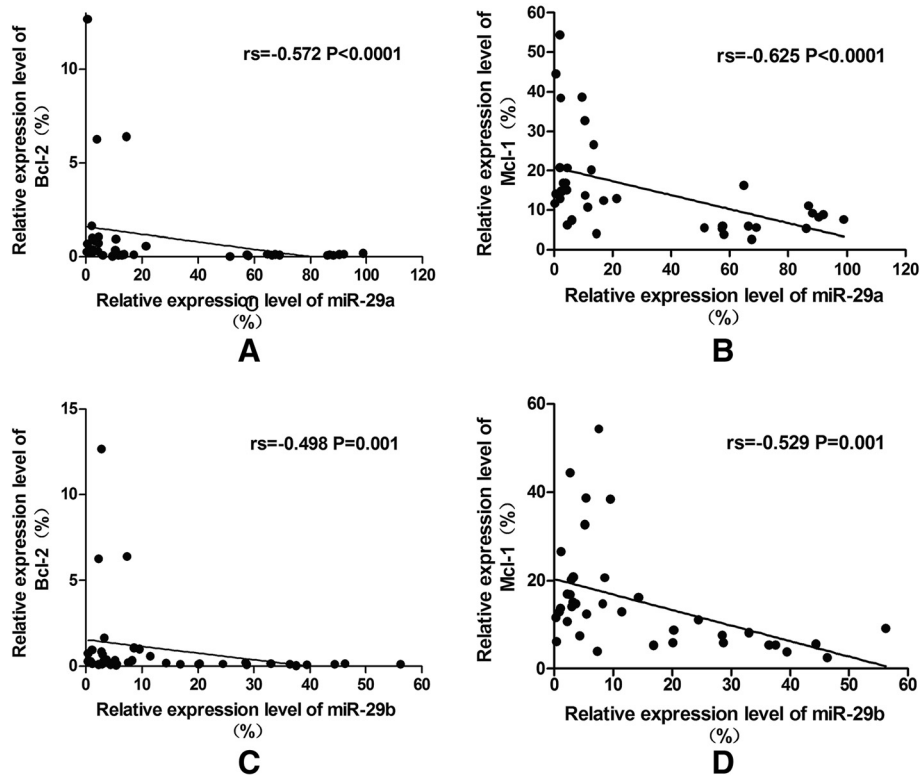 Relative expression level of
Bcl-2 (%)
10
5
0
rs=-0.572 P<0.0001
0 20 40 60 80 100 120
Relative expression level of miR-29a
(%)
A
Relative expression level of
Mcl-1 (%)
60
50
40
30
20
10
0
rs=-0.625 P<0.0001
0 20 40 60 80 100 120
Relative expression level of miR-29a
(%)
B
Relative expression level of
Bcl-2 (%)
15
10
5
0
rs=-0.498 P=0.001
0 10 20 30 40 50 60
Relative expression level of miR-29b
(%)
C
Relative expression level of
Mcl-1 (%)
60
40
20
0
rs=-0.529 P=0.001
0 10 20 30 40 50 60
Relative expression level of miR-29b
(%)
D